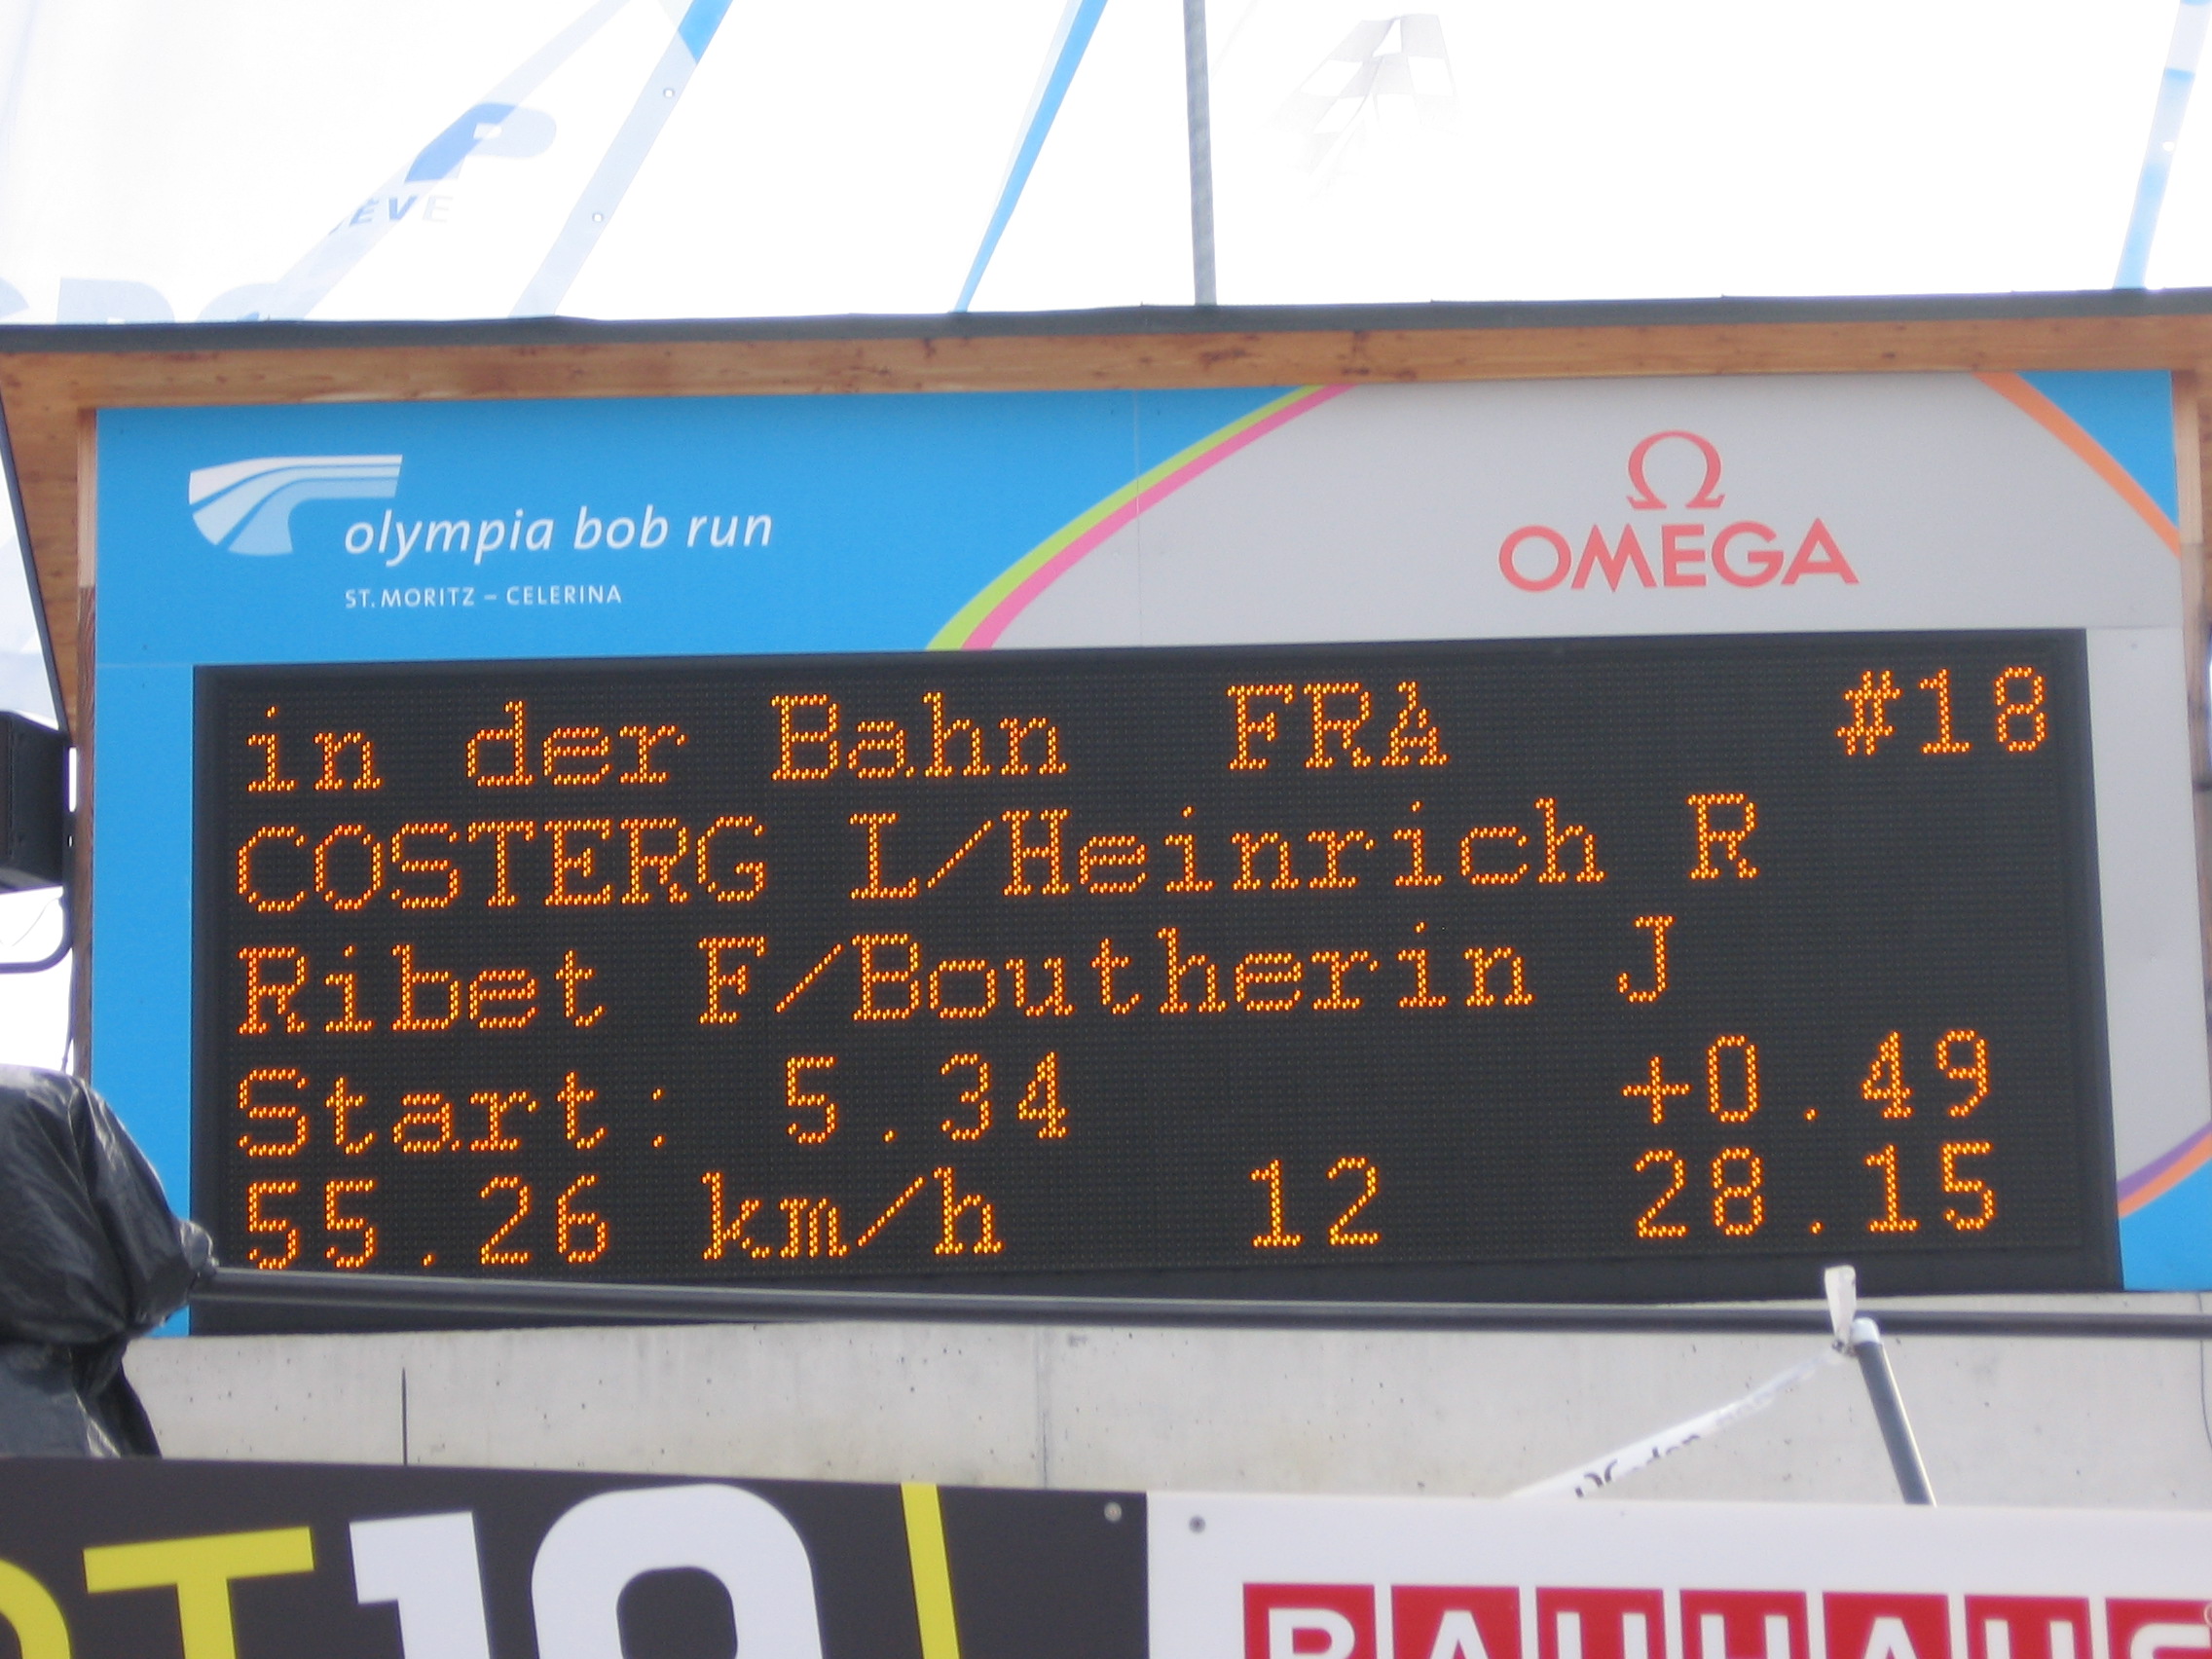 olympia bob run
ST. MORITZ – CELERINA
Ω
OMEGA
in der Bahn FRA #18
COSTERG L/Heinrich R
Ribet F/Boutherin J
Start: 5.34 +0.49
55.26 km/h 12 28.15
BAUHAUS